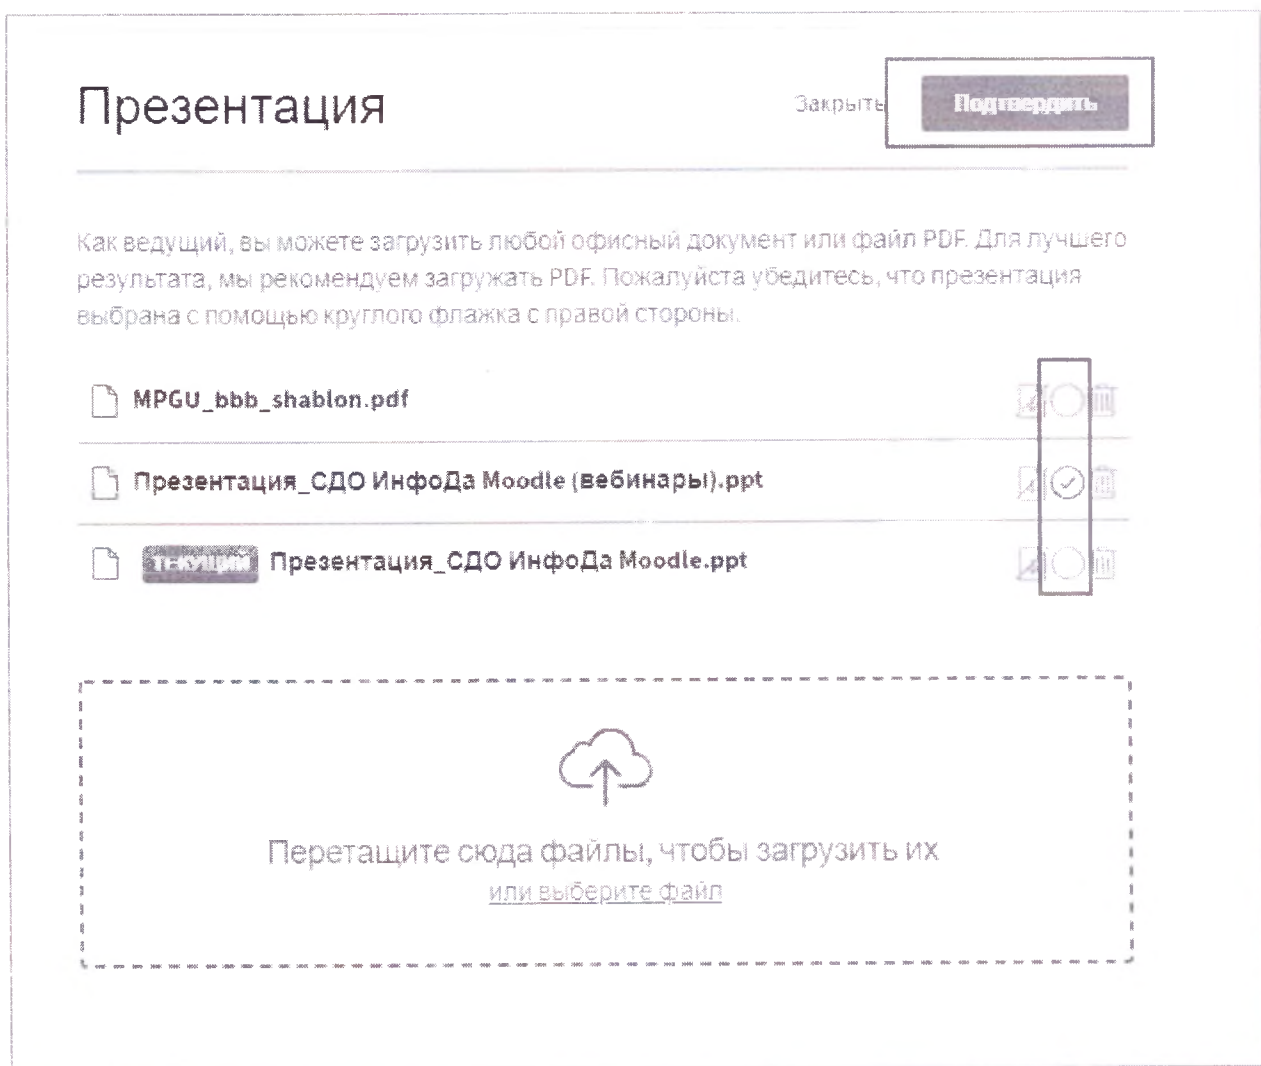 Презентация
Закрыть
Подтвердить
Как ведущий, вы можете загрузить любой офисный документ или файл PDF. Для лучшего
результата, мы рекомендуем загружать PDF. Пожалуйста убедитесь, что презентация
выбрана с помощью круглого флажка с правой стороны.
MPGU_bbb_shablon.pdf
Презентация_СДО ИнфоДа Moodle (вебинары).ppt
ТЕКУЩИЙ Презентация_СДО ИнфоДа Moodle.ppt
Перетащите сюда файлы, чтобы загрузить их
или выберите файл